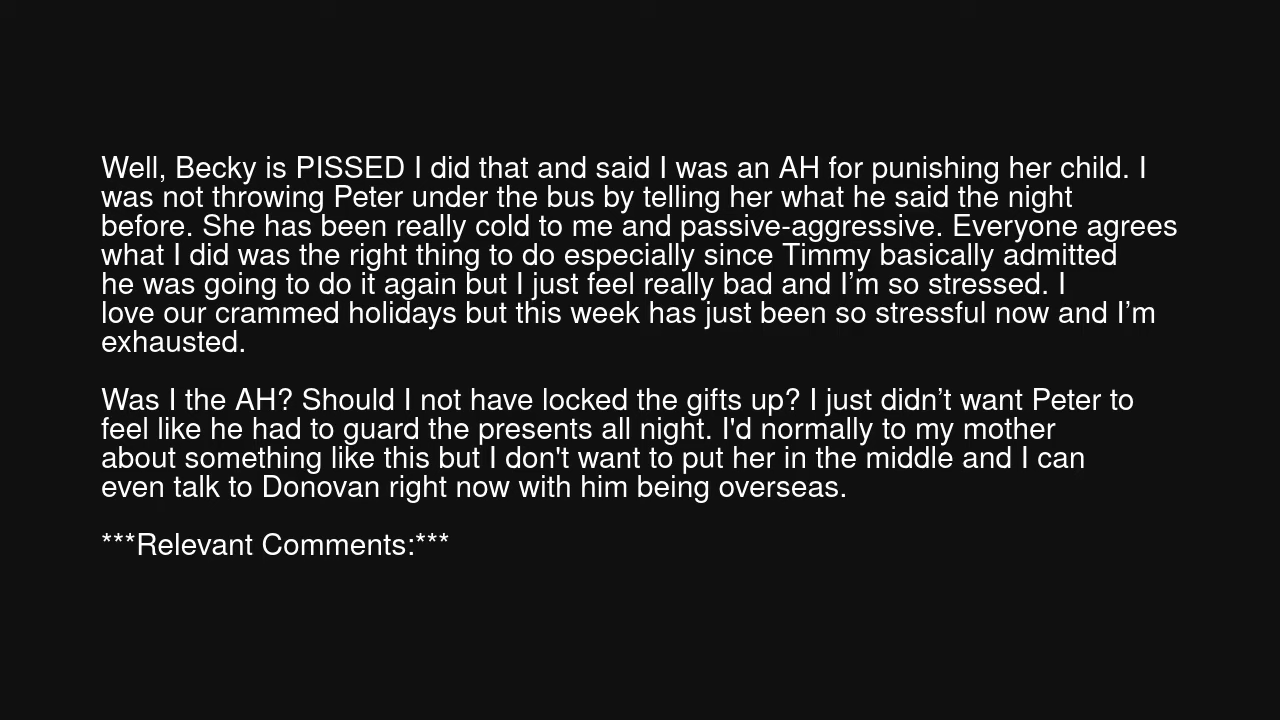 Well, Becky is PISSED I did that and said I was an AH for punishing her child. I
was not throwing Peter under the bus by telling her what he said the night
before. She has been really cold to me and passive-aggressive. Everyone agrees
what I did was the right thing to do especially since Timmy basically admitted
he was going to do it again but I just feel really bad and I’m so stressed. I
love our crammed holidays but this week has just been so stressful now and I’m
exhausted.
Was I the AH? Should I not have locked the gifts up? I just didn’t want Peter to
feel like he had to guard the presents all night. I'd normally to my mother
about something like this but I don't want to put her in the middle and I can
even talk to Donovan right now with him being overseas.
***Relevant Comments:***